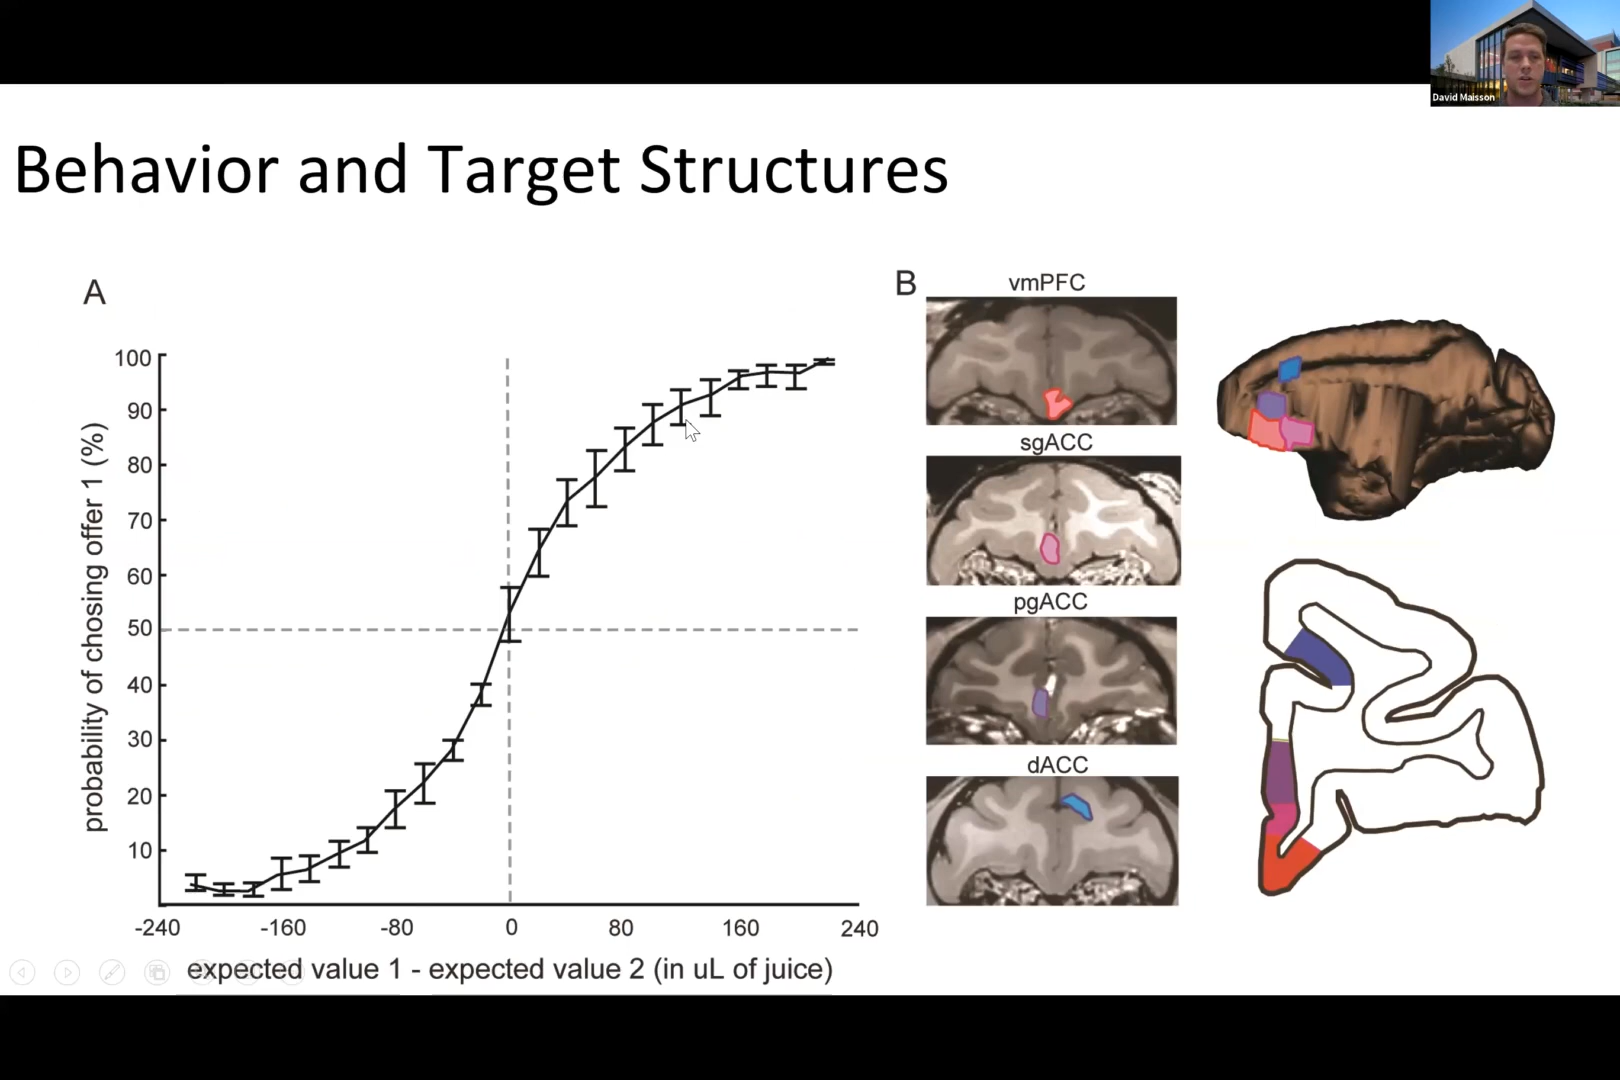 David Maisson
Behavior and Target Structures
A
probability of chosing offer 1 (%)
100
90
80
70
60
50
40
30
20
10
-240 -160 -80 0 80 160 240
expected value 1 - expected value 2 (in uL of juice)
B
vmPFC
sgACC
pgACC
dACC